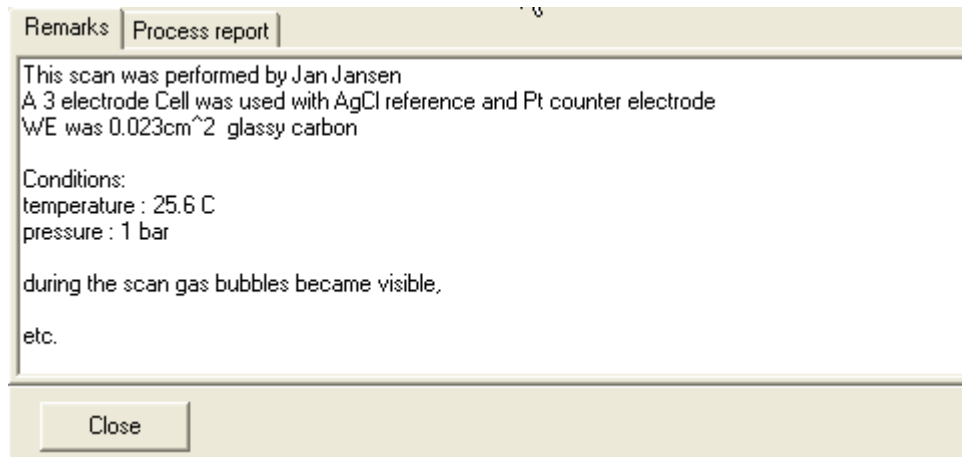 Remarks
Process report
This scan was performed by Jan Jansen
A 3 electrode Cell was used with AgCl reference and Pt counter electrode
WE was 0.023cm^2  glassy carbon
Conditions:
temperature : 25.6 C
pressure : 1 bar
during the scan gas bubbles became visible,
etc.
Close